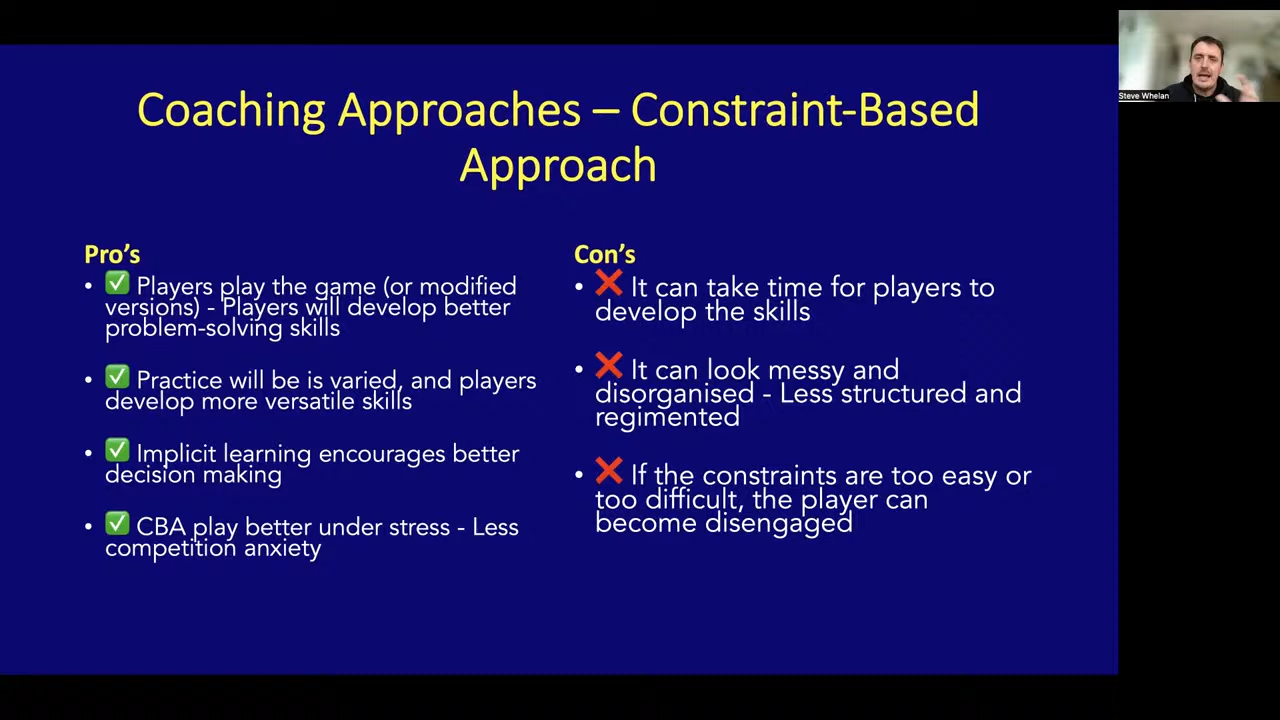 Coaching Approaches – Constraint-Based
Approach
Pro's
• ✅ Players play the game (or modified
versions) - Players will develop better
problem-solving skills
• ✅ Practice will be is varied, and players
develop more versatile skills
• ✅ Implicit learning encourages better
decision making
• ✅ CBA play better under stress - Less
competition anxiety
Con's
• ❌ It can take time for players to
develop the skills
• ❌ It can look messy and
disorganised - Less structured and
regimented
• ❌ If the constraints are too easy or
too difficult, the player can
become disengaged
Steve Whelan